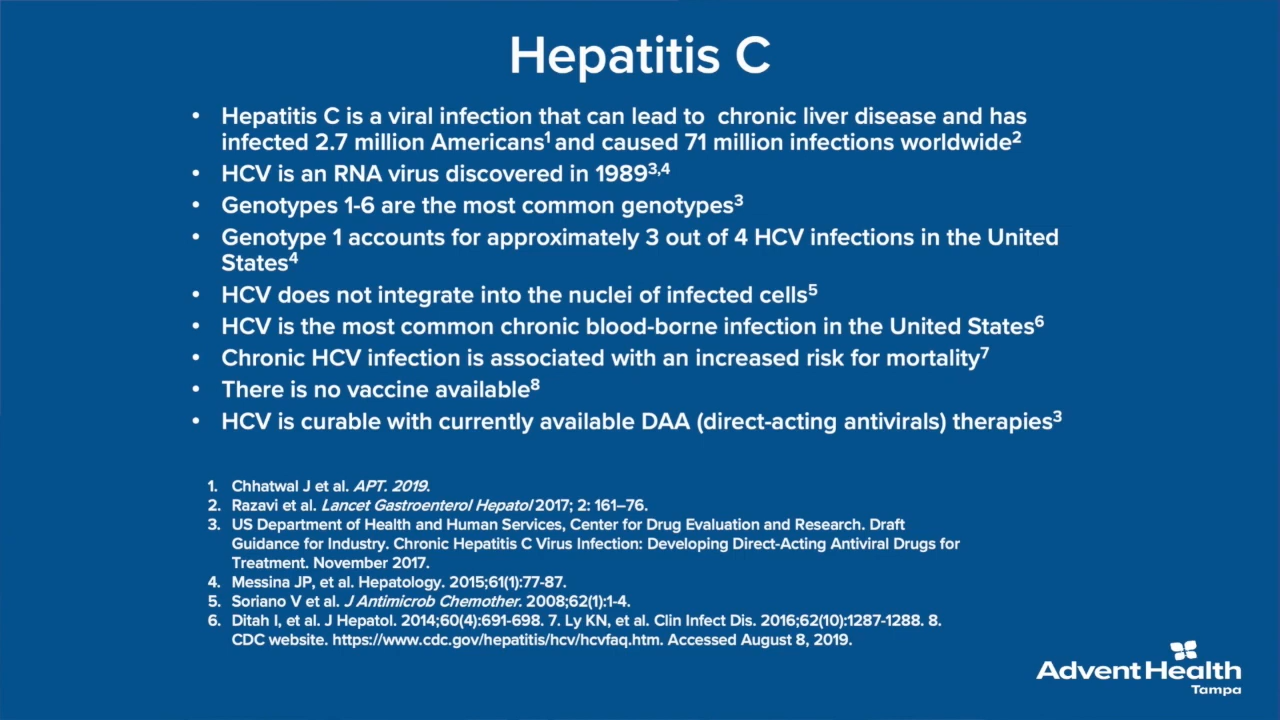 Hepatitis C
• Hepatitis C is a viral infection that can lead to  chronic liver disease and has
infected 2.7 million Americans¹ and caused 71 million infections worldwide²
• HCV is an RNA virus discovered in 1989³,⁴
• Genotypes 1-6 are the most common genotypes³
• Genotype 1 accounts for approximately 3 out of 4 HCV infections in the United
States⁴
• HCV does not integrate into the nuclei of infected cells⁵
• HCV is the most common chronic blood-borne infection in the United States⁶
• Chronic HCV infection is associated with an increased risk for mortality⁷
• There is no vaccine available⁸
• HCV is curable with currently available DAA (direct-acting antivirals) therapies³
1. Chhatwal J et al. APT. 2019.
2. Razavi et al. Lancet Gastroenterol Hepatol 2017; 2: 161–76.
3. US Department of Health and Human Services, Center for Drug Evaluation and Research. Draft
Guidance for Industry. Chronic Hepatitis C Virus Infection: Developing Direct-Acting Antiviral Drugs for
Treatment. November 2017.
4. Messina JP, et al. Hepatology. 2015;61(1):77-87.
5. Soriano V et al. J Antimicrob Chemother. 2008;62(1):1-4.
6. Ditah I, et al. J Hepatol. 2014;60(4):691-698. 7. Ly KN, et al. Clin Infect Dis. 2016;62(10):1287-1288. 8.
CDC website. https://www.cdc.gov/hepatitis/hcv/hcvfaq.htm. Accessed August 8, 2019.
AdventHealth
Tampa